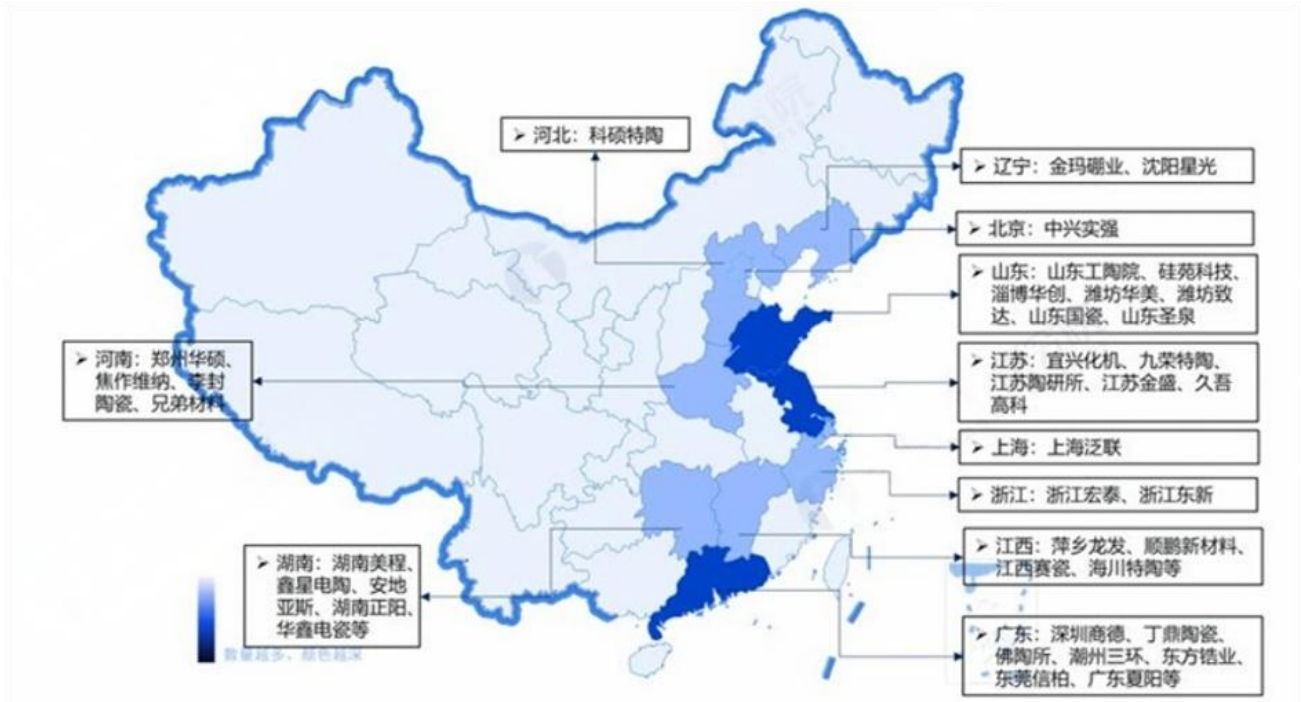 ➢ 河北：科硕特陶
➢ 辽宁：金玛硼业、沈阳星光
➢ 北京：中兴实强
➢ 山东：山东工陶院、硅苑科技、
淄博华创、潍坊华美、潍坊致
达、山东国瓷、山东圣泉
➢ 河南：郑州华硕、
焦作维纳、李封
陶瓷、兄弟材料
➢ 江苏：宜兴化机、九荣特陶、
江苏陶研所、江苏金盛、久吾
高科
➢ 上海：上海泛联
➢ 浙江：浙江宏泰、浙江东新
➢ 江西：萍乡龙发、顺鹏新材料、
江西赛瓷、海川特陶等
➢ 湖南：湖南美程、
鑫星电陶、安地
亚斯、湖南正阳、
华鑫电瓷等
➢ 广东：深圳商德、丁鼎陶瓷、
佛陶所、潮州三环、东方锆业、
东莞信柏、广东夏阳等
数量越多，颜色越深